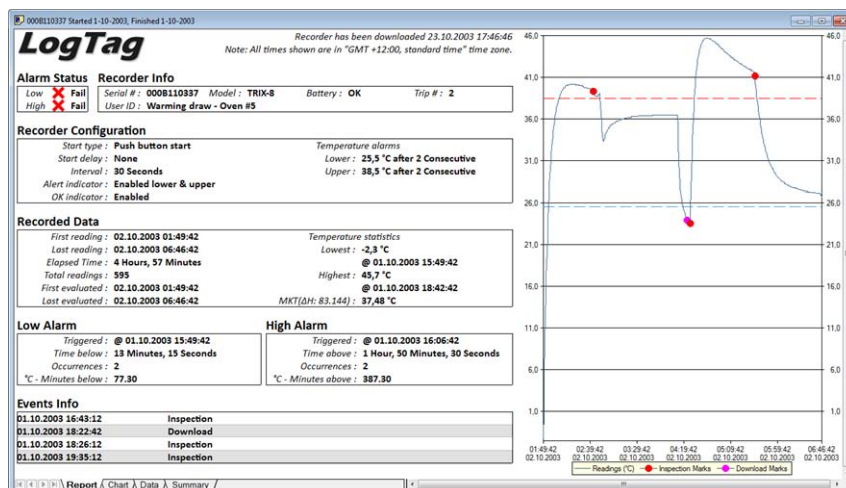 000B110337 Started 1-10-2003, Finished 1-10-2003
LogTag
Recorder has been downloaded 23.10.2003 17:46:46
Note: All times shown are in "GMT +12:00, standard time" time zone.
Alarm Status Recorder Info
Low Fail
High Fail
Serial # : 000B110337 Model : TRIX-8 Battery : OK Trip # : 2
User ID : Warming draw - Oven #5
Recorder Configuration
Start type : Push button start
Start delay : None
Interval : 30 Seconds
Alert indicator : Enabled lower & upper
OK indicator : Enabled
Temperature alarms
Lower : 25,5 °C after 2 Consecutive
Upper : 38,5 °C after 2 Consecutive
Recorded Data
First reading : 02.10.2003 01:49:42
Last reading : 02.10.2003 06:46:42
Elapsed Time : 4 Hours, 57 Minutes
Total readings : 595
First evaluated : 02.10.2003 01:49:42
Last evaluated : 02.10.2003 06:46:42
Temperature statistics
Lowest : -2,3 °C
@ 01.10.2003 15:49:42
Highest : 45,7 °C
@ 01.10.2003 18:42:42
MKT(ΔH: 83.144) : 37,48 °C
Low Alarm
Triggered : @ 01.10.2003 15:49:42
Time below : 13 Minutes, 15 Seconds
Occurrences : 2
°C - Minutes below : 77.30
High Alarm
Triggered : @ 01.10.2003 16:06:42
Time above : 1 Hour, 50 Minutes, 30 Seconds
Occurrences : 2
°C - Minutes above : 387.30
Events Info
01.10.2003 16:43:12 Inspection
01.10.2003 18:22:42 Download
01.10.2003 18:26:12 Inspection
01.10.2003 19:35:12 Inspection
Report Chart Data Summary
46,0 46,0
41,0 41,0
36,0 36,0
31,0 31,0
26,0 26,0
21,0 21,0
16,0 16,0
11,0 11,0
6,0 6,0
1,0 1,0
01:49:42 02:39:42 03:29:42 04:19:42 05:09:42 05:59:42 06:46:42
02.10.2003 02.10.2003 02.10.2003 02.10.2003 02.10.2003 02.10.2003 02.10.2003
Readings (°C) Inspection Marks Download Marks